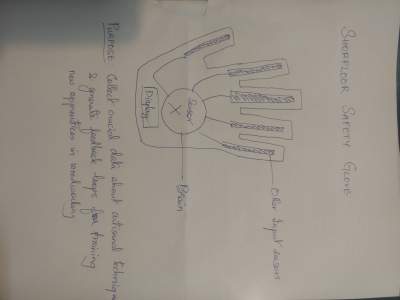 SHOPFLOOR SAFETY GLOVE
Other Input sensors
Sensor
X
Brain
Display
PURPOSE: Collect crucial data about artisanal techniques
& generate feedback loops for training
new apprentices in woodworking